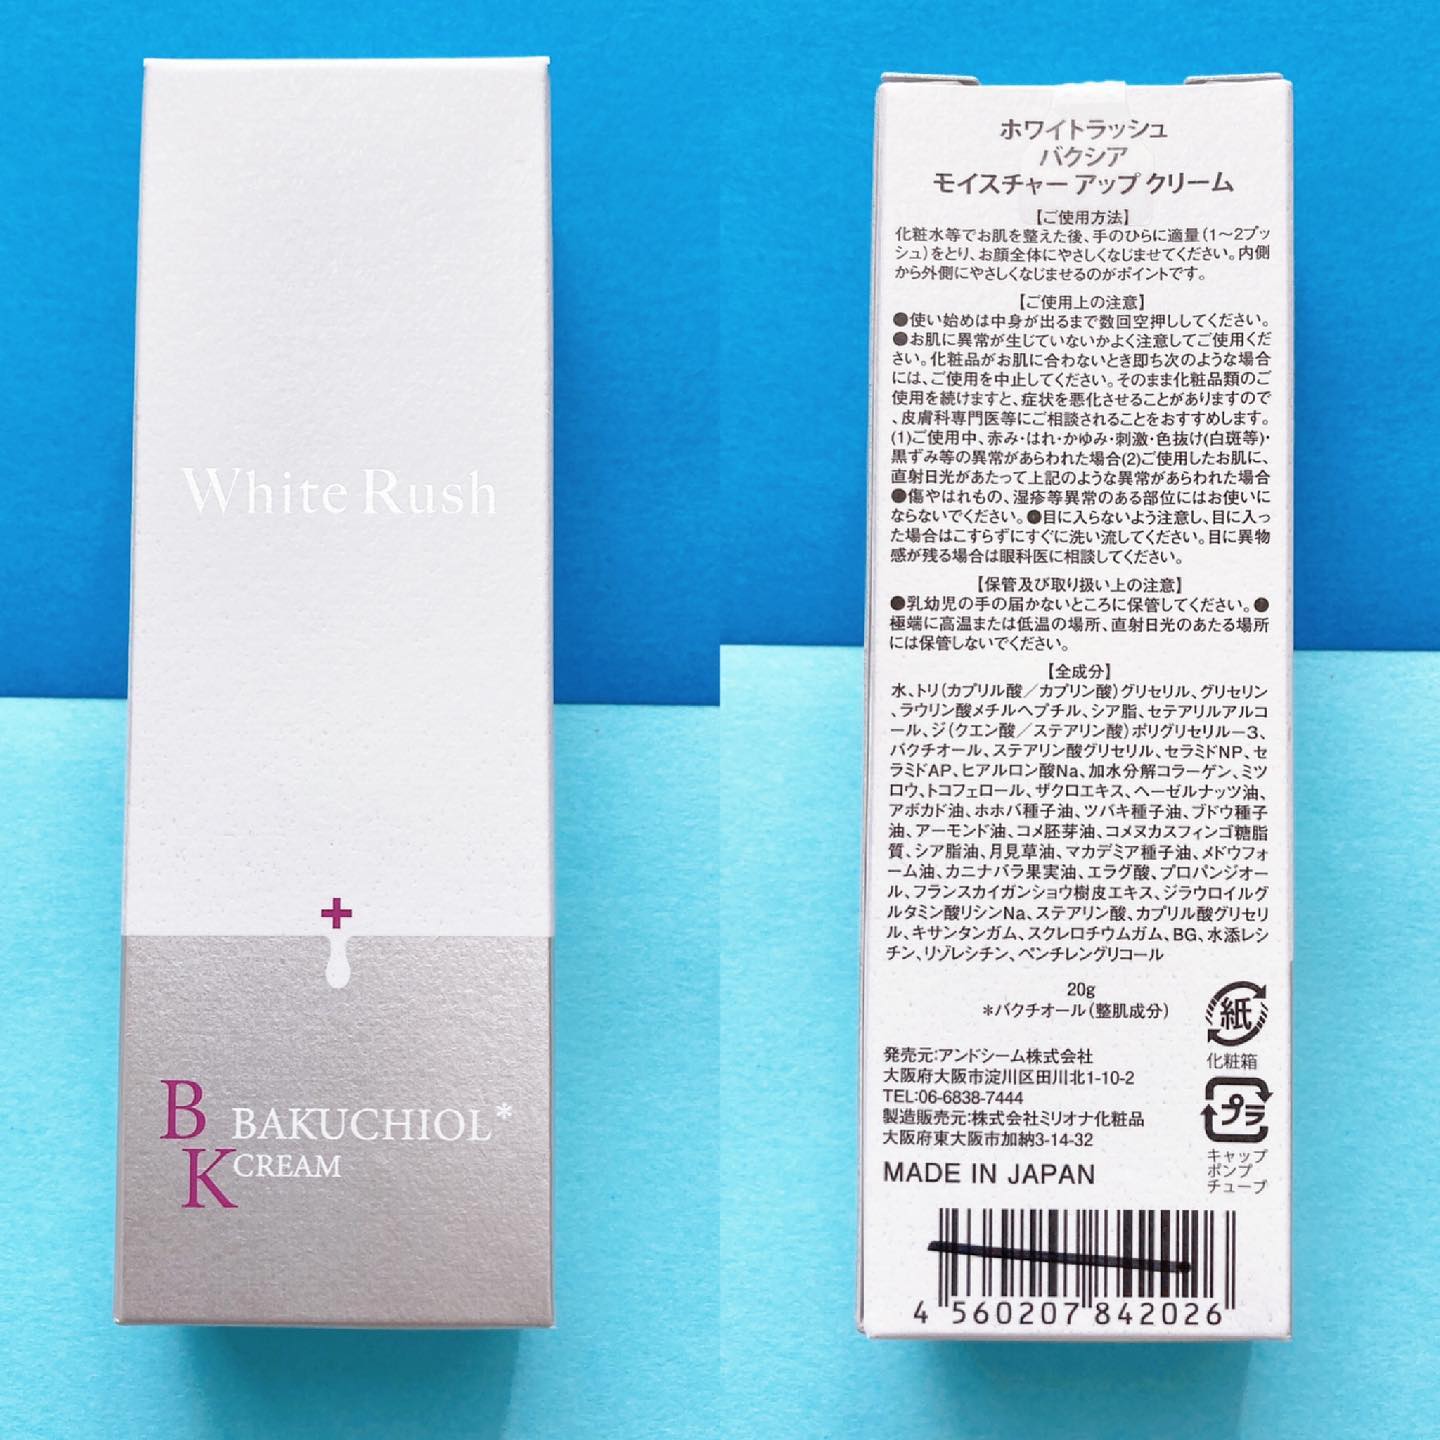 White Rush
B BAKUCHIOL*
K CREAM
ホワイトラッシュ
バクシア
モイスチャー アップ クリーム
【ご使用方法】
化粧水等でお肌を整えた後、手のひらに適量(1〜2プッ
シュ)をとり、お顔全体にやさしくなじませてください。内側
から外側にやさしくなじませるのがポイントです。
【ご使用上の注意】
●使い始めは中身が出るまで数回空押ししてください。
●お肌に異常が生じていないかよく注意してご使用くだ
さい。化粧品がお肌に合わないとき即ち次のような場合
には、ご使用を中止してください。そのまま化粧品類のご
使用を続けますと、症状を悪化させることがありますので
、皮膚科専門医等にご相談されることをおすすめします。
(1)ご使用中、赤み・はれ・かゆみ・刺激・色抜け(白斑等)・
黒ずみ等の異常があらわれた場合(2)ご使用したお肌に、
直射日光があたって上記のような異常があらわれた場合
●傷やはれもの、湿疹等異常のある部位にはお使いに
ならないでください。●目に入らないよう注意し、目に入っ
た場合はこすらずにすぐに洗い流してください。目に異物
感が残る場合は眼科医に相談してください。
【保管及び取り扱い上の注意】
●乳幼児の手の届かないところに保管してください。●
極端に高温または低温の場所、直射日光のあたる場所
には保管しないでください。
【全成分】
水、トリ(カプリル酸/カプリン酸)グリセリル、グリセリン
、ラウリン酸メチルヘプチル、シア脂、セテアリルアルコ
ール、ジ(クエン酸/ステアリン酸)ポリグリセリル-3、
バクチオール、ステアリン酸グリセリル、セラミドNP、セ
ラミドAP、ヒアルロン酸Na、加水分解コラーゲン、ミツ
ロウ、トコフェロール、ザクロエキス、ヘーゼルナッツ油、
アボカド油、ホホバ種子油、ツバキ種子油、ブドウ種子
油、アーモンド油、コメ胚芽油、コメヌカスフィンゴ糖脂
質、シア脂油、月見草油、マカデミア種子油、メドウフォ
ーム油、カニナバラ果実油、エラグ酸、プロパンジオー
ル、フランスカイガンショウ樹皮エキス、ジラウロイルグ
ルタミン酸リシンNa、ステアリン酸、カプリル酸グリセリ
ル、キサンタンガム、スクレロチウムガム、BG、水添レシ
チン、リゾレシチン、ペンチレングリコール
20g
*バクチオール(整肌成分)
紙
化粧箱
発売元:アンドシーム株式会社
大阪府大阪市淀川区田川北1-10-2
TEL:06-6838-7444
製造販売元:株式会社ミリオナ化粧品
大阪府東大阪市加納3-14-32
MADE IN JAPAN
プラ
キャップ
ポンプ
チューブ
4 560207 842026